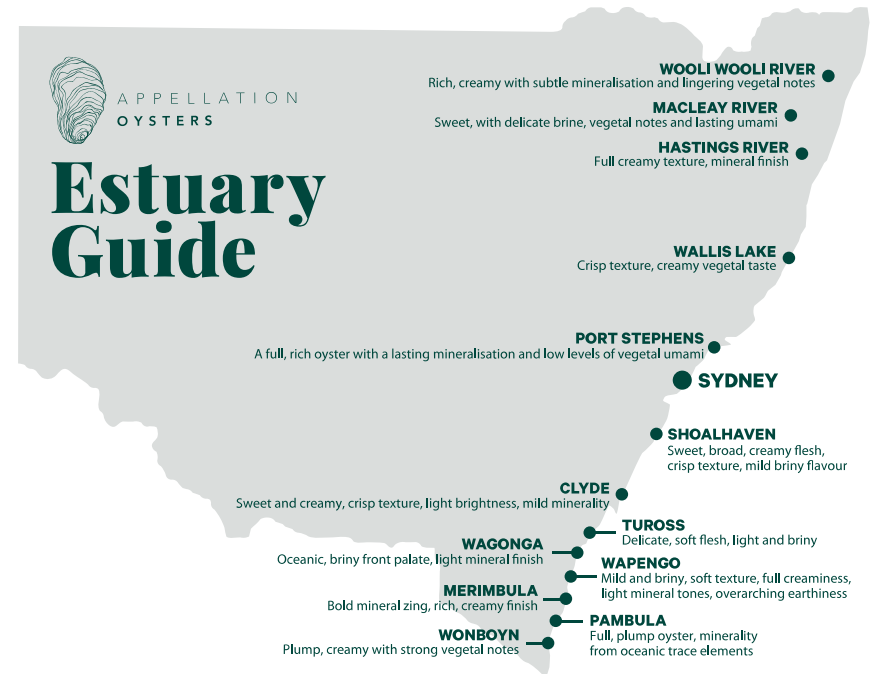 APPELLATION
OYSTERS
Estuary
Guide
WOOLI WOOLI RIVER
Rich, creamy with subtle mineralisation and lingering vegetal notes
MACLEAY RIVER
Sweet, with delicate brine, vegetal notes and lasting umami
HASTINGS RIVER
Full creamy texture, mineral finish
WALLIS LAKE
Crisp texture, creamy vegetal taste
PORT STEPHENS
A full, rich oyster with a lasting mineralisation and low levels of vegetal umami
SYDNEY
SHOALHAVEN
Sweet, broad, creamy flesh,
crisp texture, mild briny flavour
CLYDE
Sweet and creamy, crisp texture, light brightness, mild minerality
TUROSS
Delicate, soft flesh, light and briny
WAGONGA
Oceanic, briny front palate, light mineral finish
WAPENGO
Mild and briny, soft texture, full creaminess,
light mineral tones, overarching earthiness
MERIMBULA
Bold mineral zing, rich, creamy finish
PAMBULA
Full, plump oyster, minerality
from oceanic trace elements
WONBOYN
Plump, creamy with strong vegetal notes